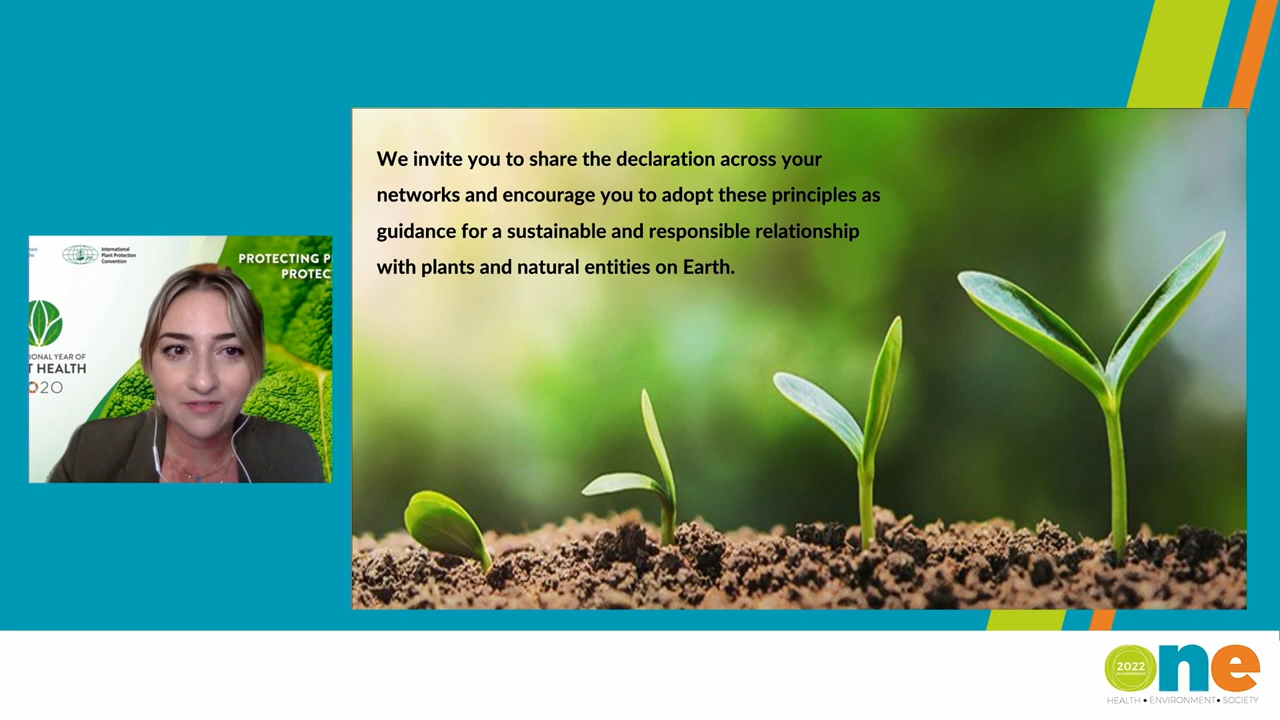 We invite you to share the declaration across your
networks and encourage you to adopt these principles as
guidance for a sustainable and responsible relationship
with plants and natural entities on Earth.
International
Plant Protection
Convention
PROTECTING P
PROTEC
IONAL YEAR OF
T HEALTH
2O
2022
one
HEALTH • ENVIRONMENT • SOCIETY